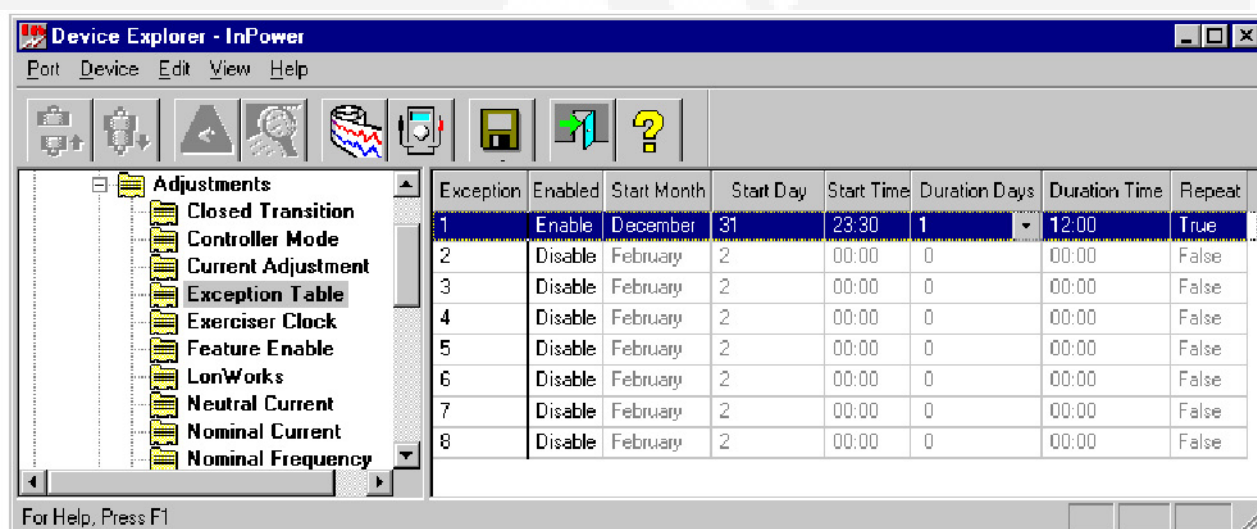 Device Explorer - InPower
Port Device Edit View Help
Adjustments
Closed Transition
Controller Mode
Current Adjustment
Exception Table
Exerciser Clock
Feature Enable
LonWorks
Neutral Current
Nominal Current
Nominal Frequency
Exception Enabled Start Month Start Day Start Time Duration Days Duration Time Repeat
1 Enable December 31 23:30 1 12:00 True
2 Disable February 2 00:00 0 00:00 False
3 Disable February 2 00:00 0 00:00 False
4 Disable February 2 00:00 0 00:00 False
5 Disable February 2 00:00 0 00:00 False
6 Disable February 2 00:00 0 00:00 False
7 Disable February 2 00:00 0 00:00 False
8 Disable February 2 00:00 0 00:00 False
For Help, Press F1